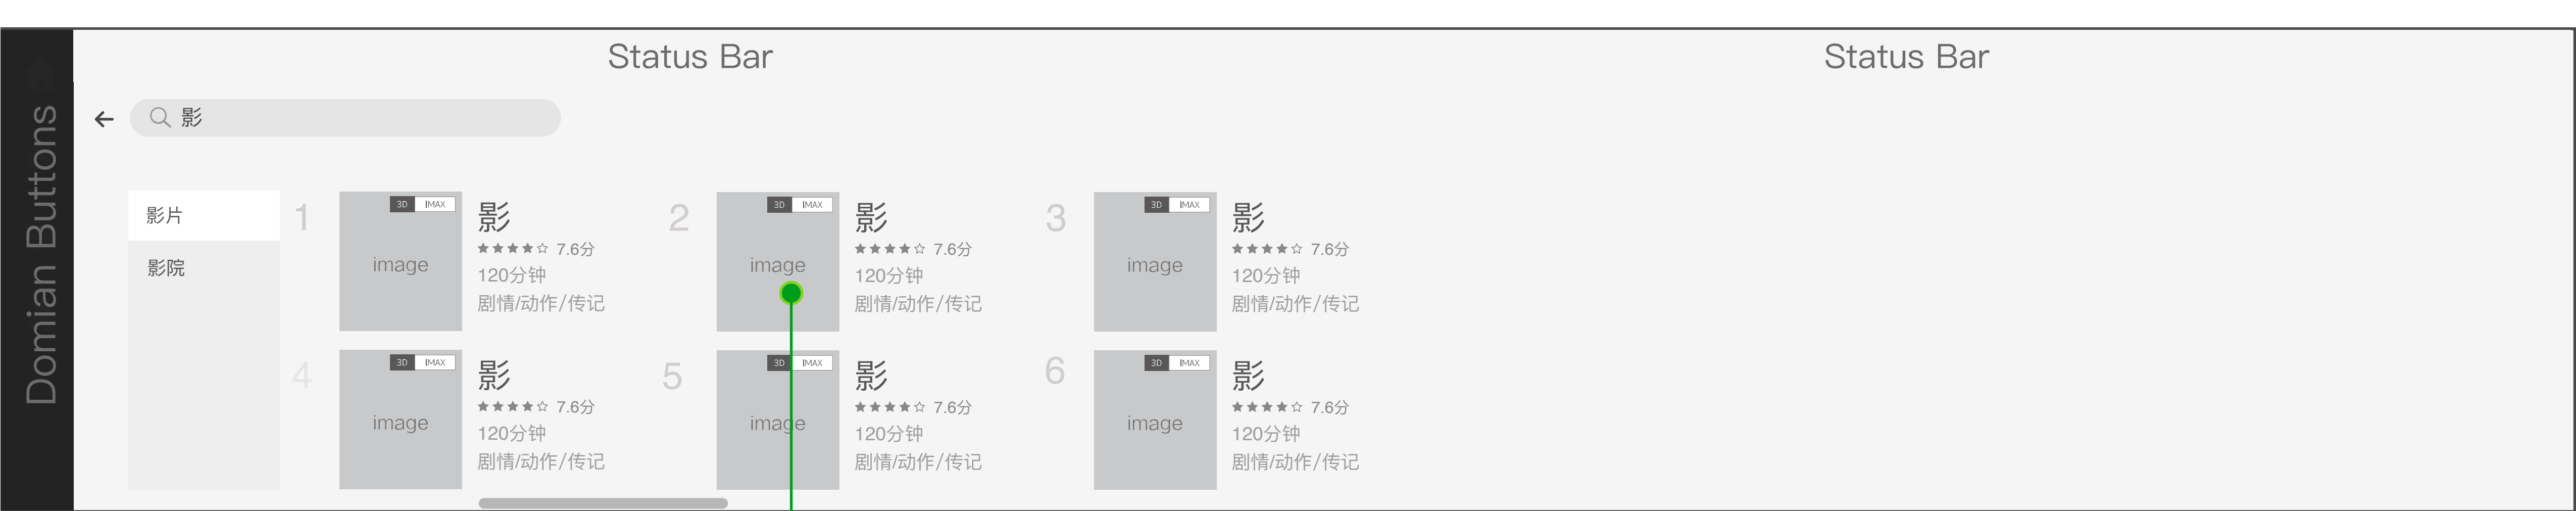 Status Bar
Status Bar
Domian Buttons
影
影片
影院
1
3D IMAX
image
影
7.6分
120分钟
剧情/动作/传记
2
3D IMAX
image
影
7.6分
120分钟
剧情/动作/传记
3
3D IMAX
image
影
7.6分
120分钟
剧情/动作/传记
4
3D IMAX
image
影
7.6分
120分钟
剧情/动作/传记
5
3D IMAX
image
影
7.6分
120分钟
剧情/动作/传记
6
3D IMAX
image
影
7.6分
120分钟
剧情/动作/传记